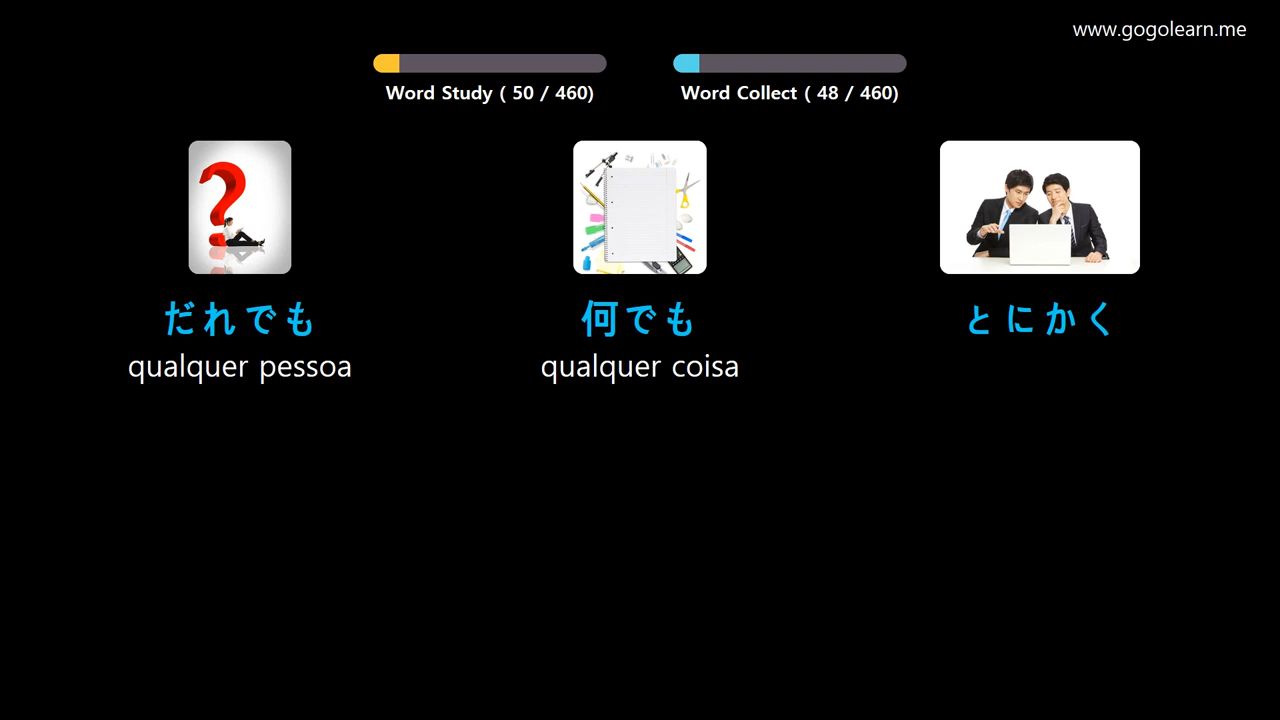 www.gogolearn.me
Word Study ( 50 / 460)
Word Collect ( 48 / 460)
だれでも
何でも
とにかく
qualquer pessoa
qualquer coisa